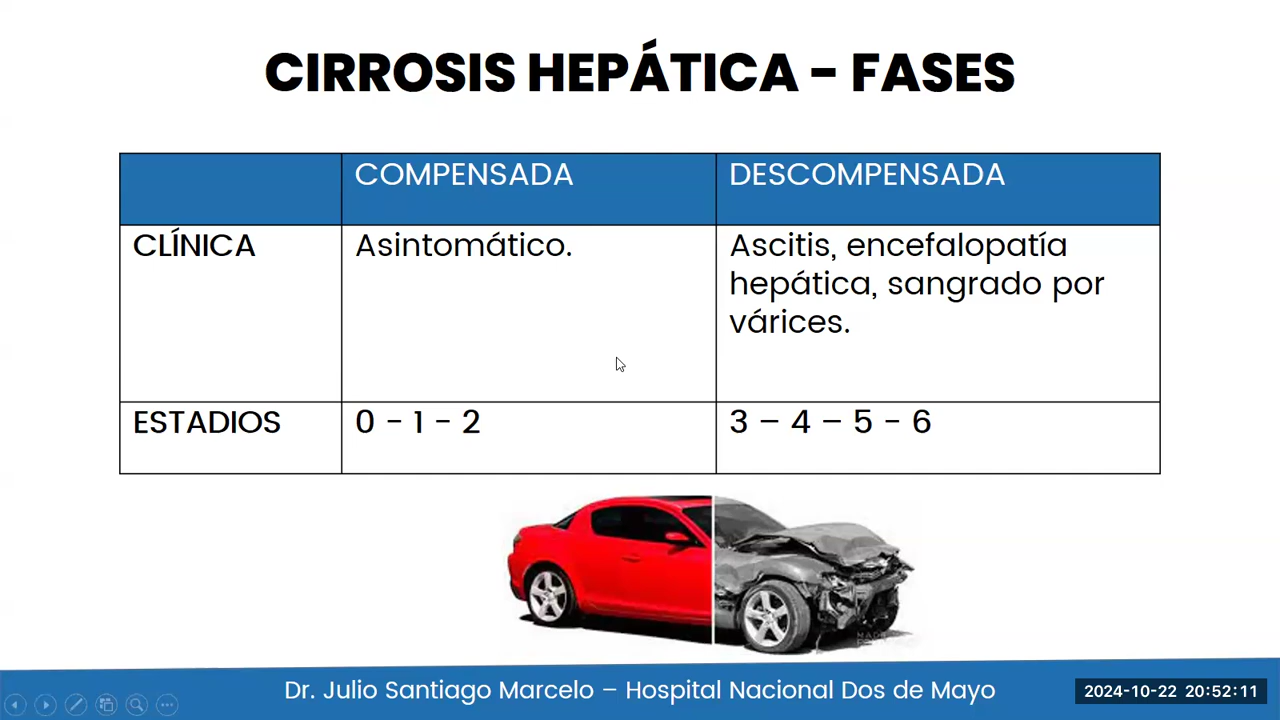 CIRROSIS HEPÁTICA - FASES
COMPENSADA
DESCOMPENSADA
CLÍNICA
Asintomático.
Ascitis, encefalopatía
hepática, sangrado por
várices.
ESTADIOS
0 - 1 - 2
3 – 4 – 5 - 6
Dr. Julio Santiago Marcelo – Hospital Nacional Dos de Mayo
2024-10-22 20:52:11